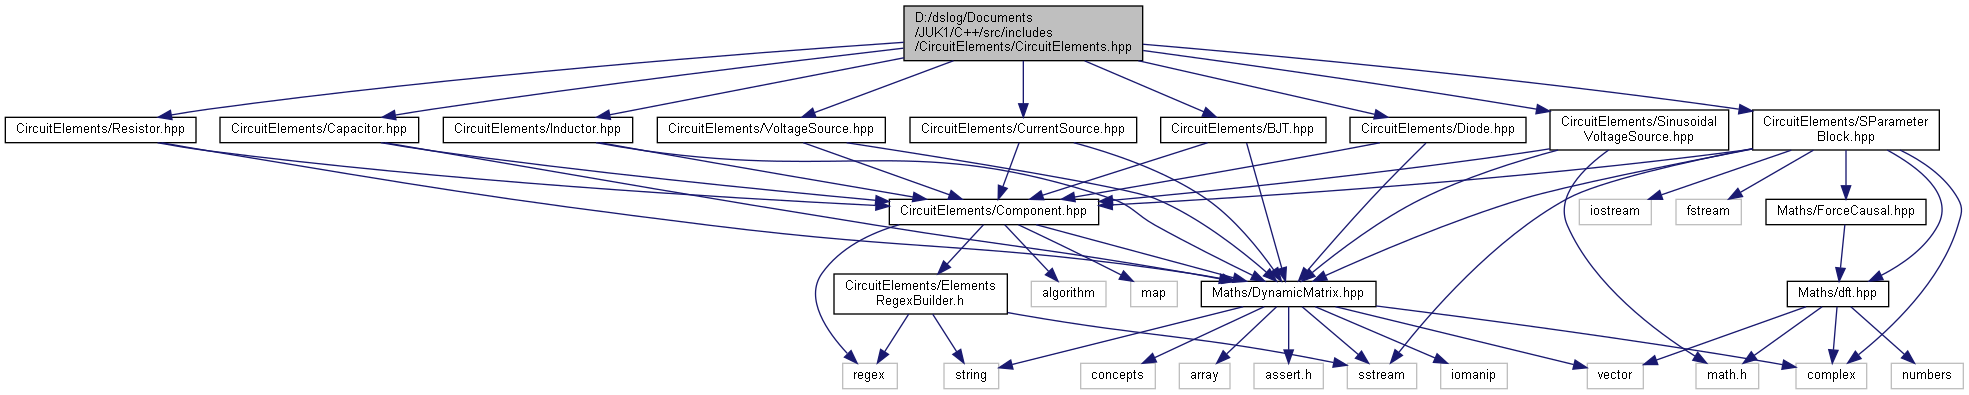 D:/dslog/Documents
/JUK1/C++/src/includes
/CircuitElements/CircuitElements.hpp
CircuitElements/Resistor.hpp
CircuitElements/Capacitor.hpp
CircuitElements/Inductor.hpp
CircuitElements/VoltageSource.hpp
CircuitElements/CurrentSource.hpp
CircuitElements/BJT.hpp
CircuitElements/Diode.hpp
CircuitElements/Sinusoidal
VoltageSource.hpp
CircuitElements/SParameter
Block.hpp
CircuitElements/Component.hpp
iostream
fstream
Maths/ForceCausal.hpp
CircuitElements/Elements
RegexBuilder.h
algorithm
map
Maths/DynamicMatrix.hpp
Maths/dft.hpp
regex
string
concepts
array
assert.h
sstream
iomanip
vector
math.h
complex
numbers